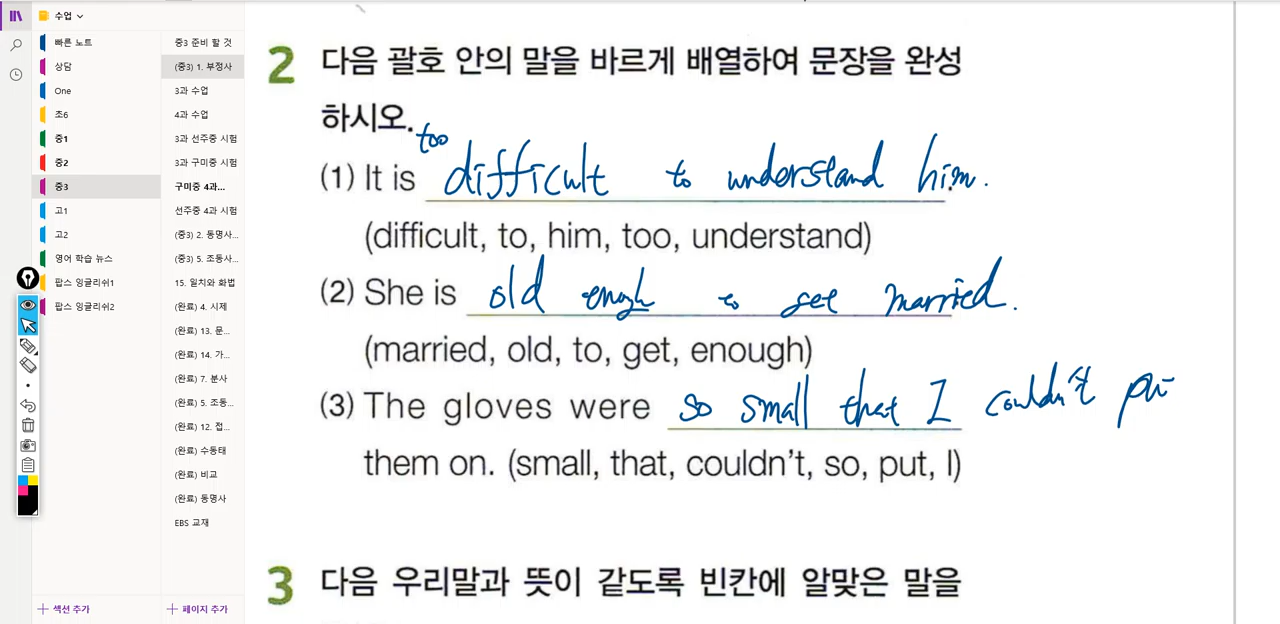 수업
빠른 노트
상담
One
초6
중1
중2
중3
고1
고2
영어 학습 뉴스
팝스 잉글리쉬1
팝스 잉글리쉬2
+ 섹션 추가
중3 준비 할 것
(중3) 1. 부정사
3과 수업
4과 수업
3과 선주중 시험
3과 구미중 시험
구미중 4과...
선주중 4과 시험
(중3) 2. 동명사...
(중3) 5. 조동사...
15. 일치와 화법
(완료) 4. 시제
(완료) 13. 문...
(완료) 14. 가...
(완료) 7. 분사
(완료) 5. 조동...
(완료) 12. 접...
(완료) 수동태
(완료) 비교
(완료) 동명사
EBS 교재
+ 페이지 추가
2 다음 괄호 안의 말을 바르게 배열하여 문장을 완성
하시오.
too
(1) It is difficult to understand him.
(difficult, to, him, too, understand)
(2) She is old enough to get married.
(married, old, to, get, enough)
(3) The gloves were so small that I couldn't put
them on. (small, that, couldn't, so, put, I)
3 다음 우리말과 뜻이 같도록 빈칸에 알맞은 말을